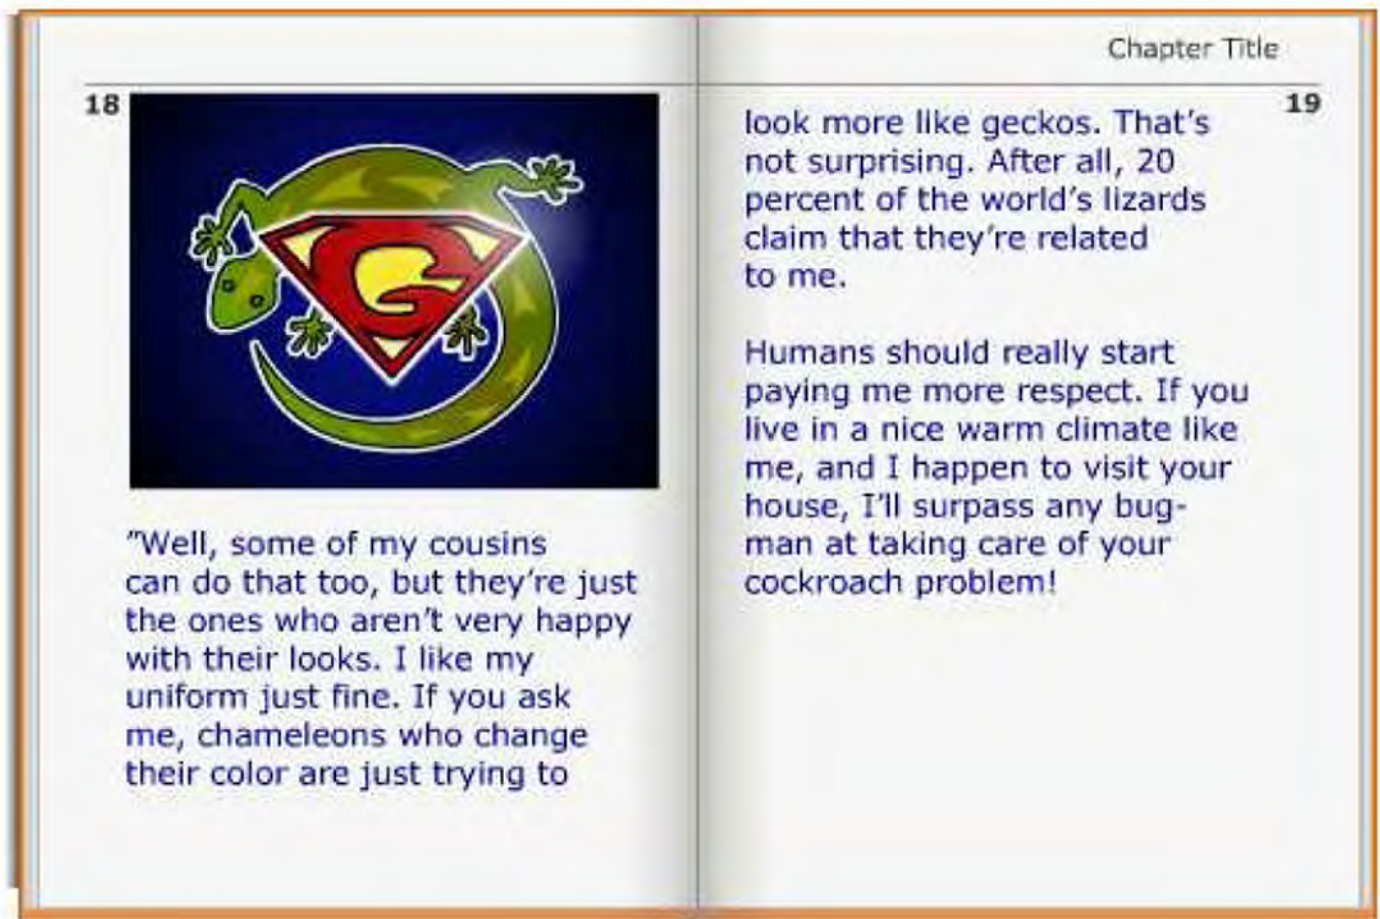 18
G
"Well, some of my cousins
can do that too, but they're just
the ones who aren't very happy
with their looks. I like my
uniform just fine. If you ask
me, chameleons who change
their color are just trying to
Chapter Title
19
look more like geckos. That's
not surprising. After all, 20
percent of the world's lizards
claim that they're related
to me.
Humans should really start
paying me more respect. If you
live in a nice warm climate like
me, and I happen to visit your
house, I'll surpass any bug-
man at taking care of your
cockroach problem!